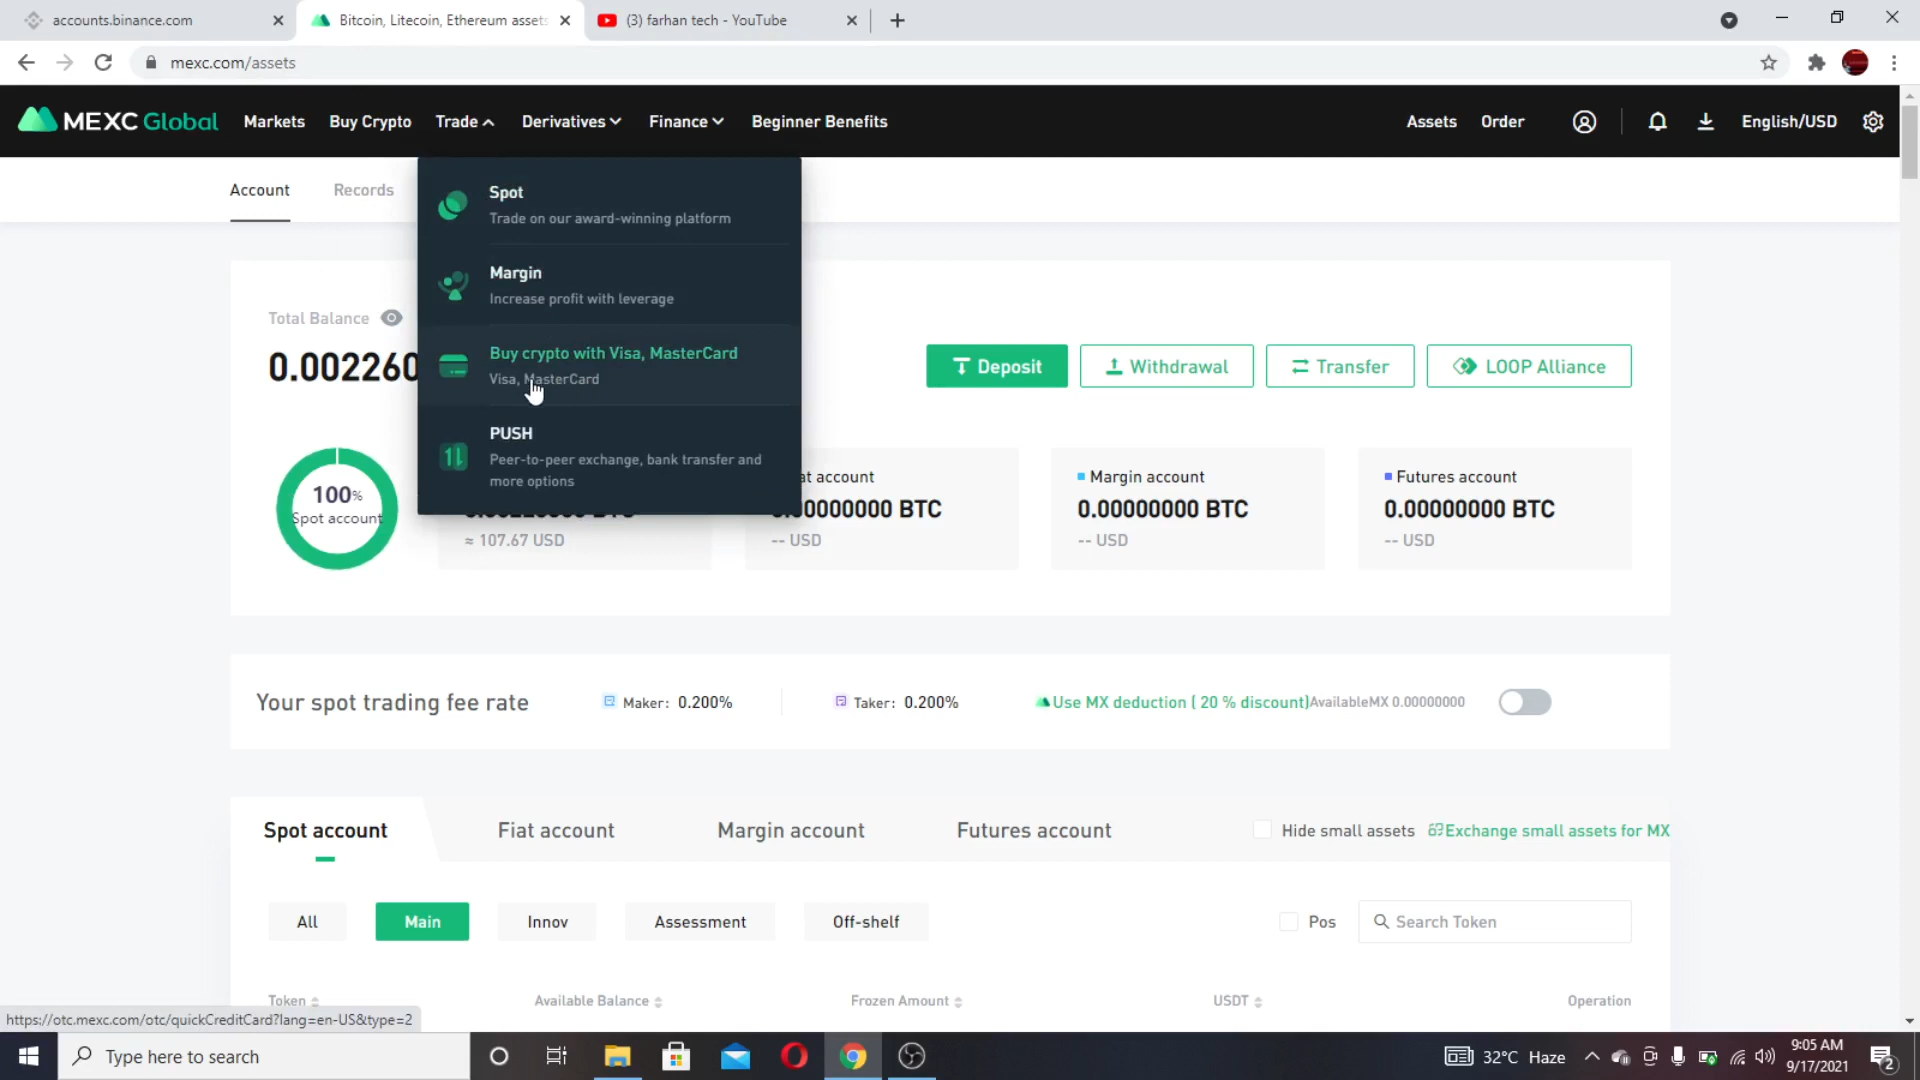 accounts.binance.com
Bitcoin, Litecoin, Ethereum assets
(3) farhan tech - YouTube
mexc.com/assets
MEXC Global
Markets
Buy Crypto
Trade
Derivatives
Finance
Beginner Benefits
Assets
Order
English/USD
Account
Records
Spot
Trade on our award-winning platform
Margin
Increase profit with leverage
Buy crypto with Visa, MasterCard
Visa, MasterCard
PUSH
Peer-to-peer exchange, bank transfer and
more options
Total Balance
0.002260
Deposit
Withdrawal
Transfer
LOOP Alliance
100%
Spot account
≈ 107.67 USD
at account
0.00000000 BTC
-- USD
Margin account
0.00000000 BTC
-- USD
Futures account
0.00000000 BTC
-- USD
Your spot trading fee rate
Maker: 0.200%
Taker: 0.200%
Use MX deduction ( 20 % discount)AvailableMX 0.00000000
Spot account
Fiat account
Margin account
Futures account
Hide small assets
Exchange small assets for MX
All
Main
Innov
Assessment
Off-shelf
Pos
Search Token
Token
Available Balance
Frozen Amount
USDT
Operation
https://otc.mexc.com/otc/quickCreditCard?lang=en-US&type=2
Type here to search
32°C Haze
9:05 AM
9/17/2021
2